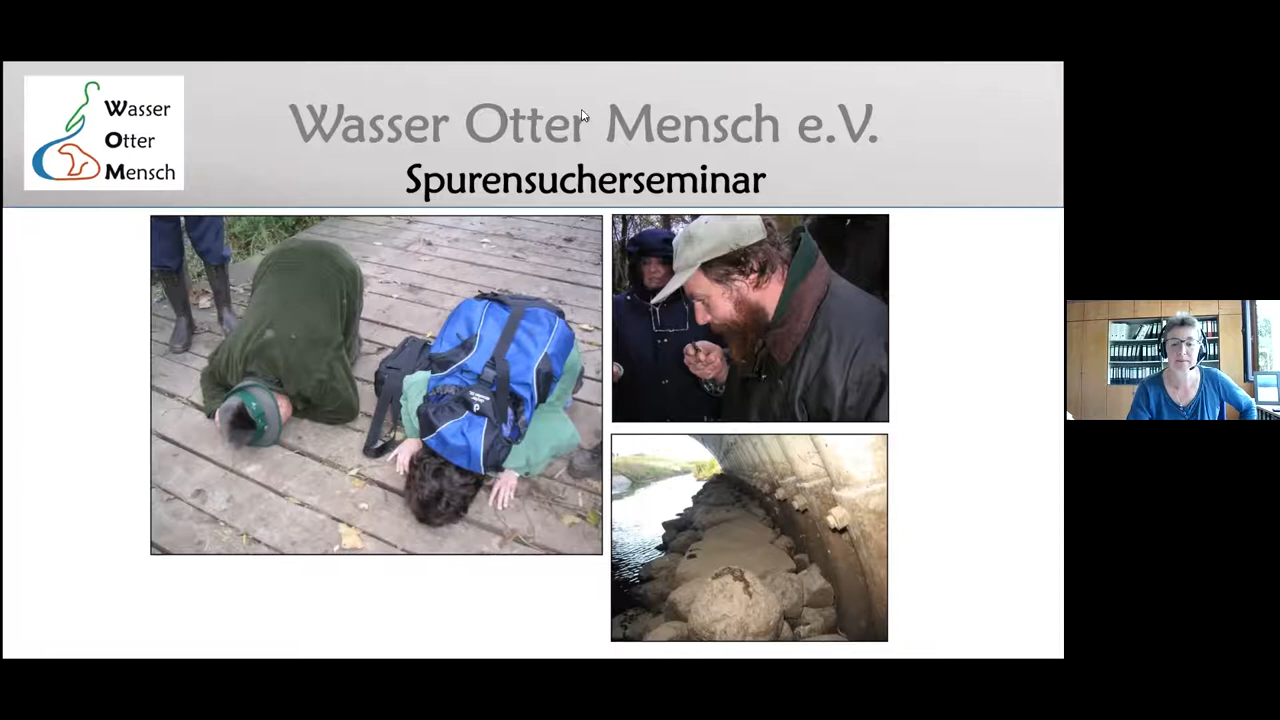 Wasser
Otter
Mensch
Wasser Otter Mensch e.V.
Spurensucherseminar